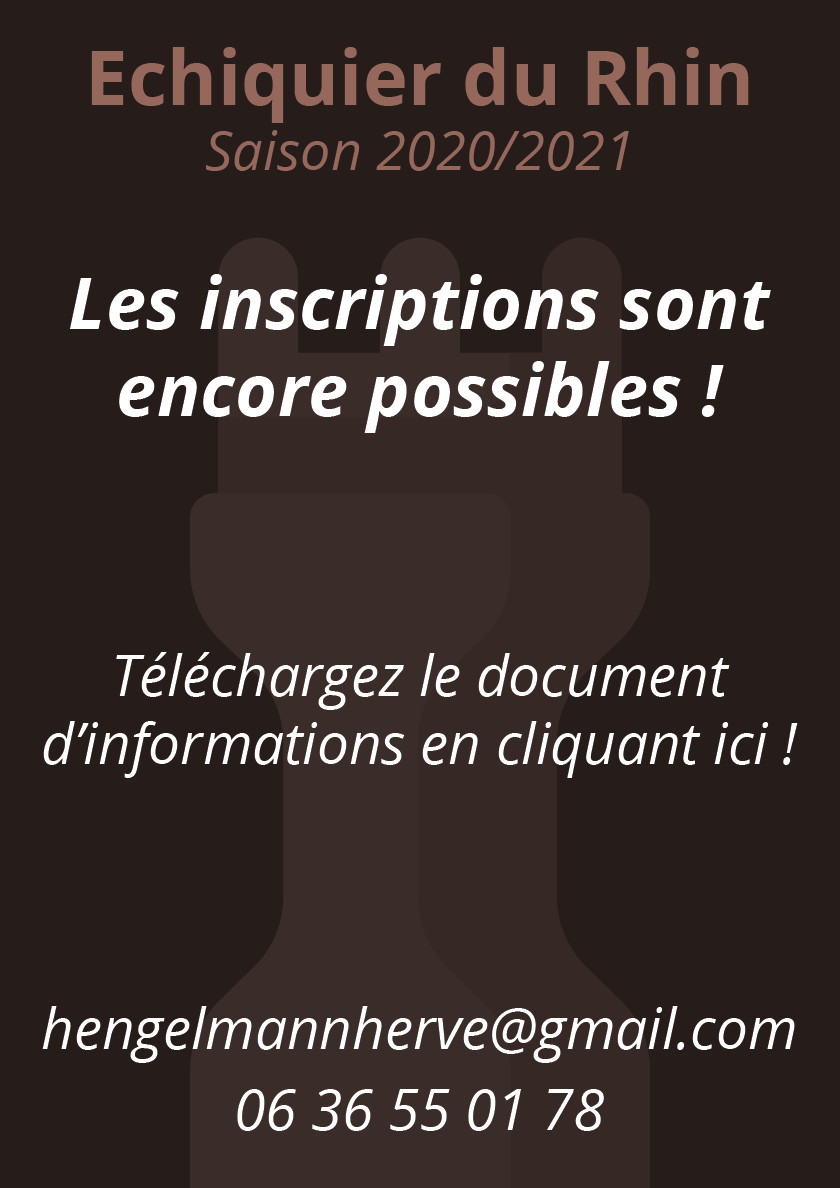 Echiquier du Rhin
Saison 2020/2021
Les inscriptions sont
encore possibles !
Téléchargez le document
d’informations en cliquant ici !
hengelmannherve@gmail.com
06 36 55 01 78